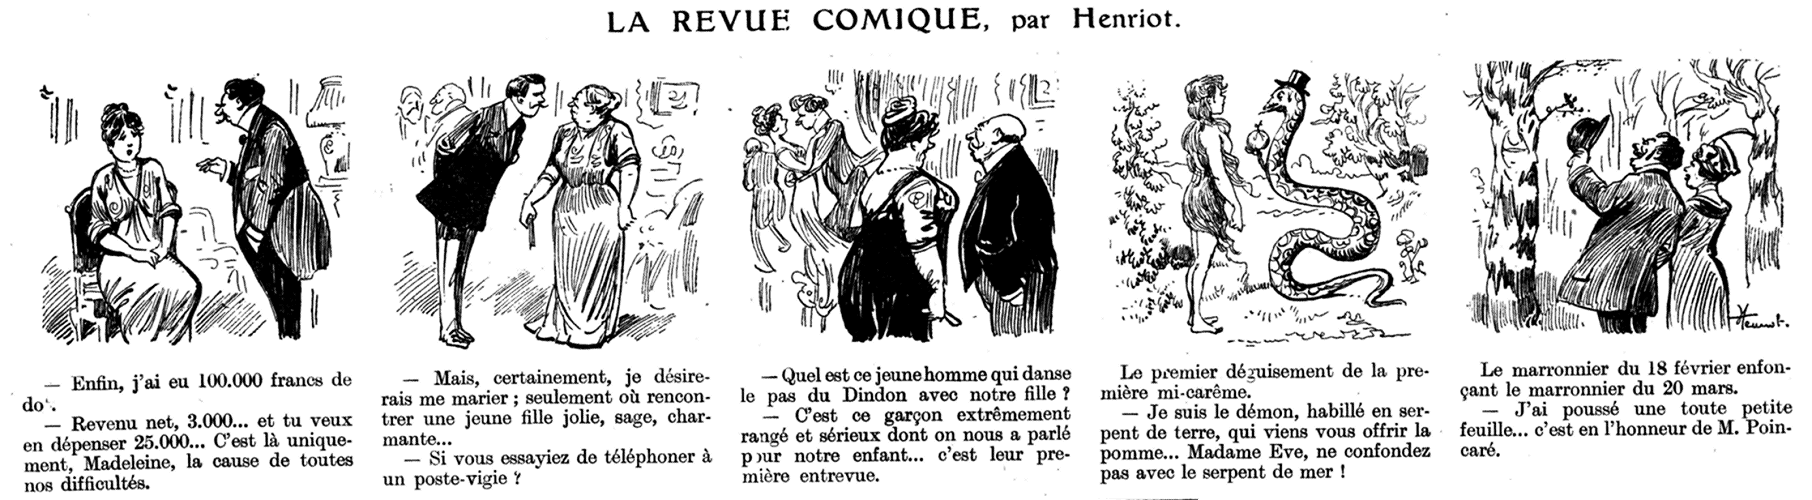 LA REVUE COMIQUE, par Henriot.
— Enfin, j'ai eu 100.000 francs de
do'.
— Revenu net, 3.000... et tu veux
en dépenser 25.000... C'est là unique-
ment, Madeleine, la cause de toutes
nos difficultés.
— Mais, certainement, je désire-
rais me marier ; seulement où rencon-
trer une jeune fille jolie, sage, char-
mante...
— Si vous essayiez de téléphoner à
un poste-vigie ?
— Quel est ce jeune homme qui danse
le pas du Dindon avec notre fille ?
— C'est ce garçon extrêmement
rangé et sérieux dont on nous a parlé
pour notre enfant... c'est leur pre-
mière entrevue.
Le premier déguisement de la pre-
mière mi-carême.
— Je suis le démon, habillé en ser-
pent de terre, qui viens vous offrir la
pomme... Madame Eve, ne confondez
pas avec le serpent de mer !
Henriot.
Le marronnier du 18 février enfon-
çant le marronnier du 20 mars.
— J'ai poussé une toute petite
feuille... c'est en l'honneur de M. Poin-
caré.